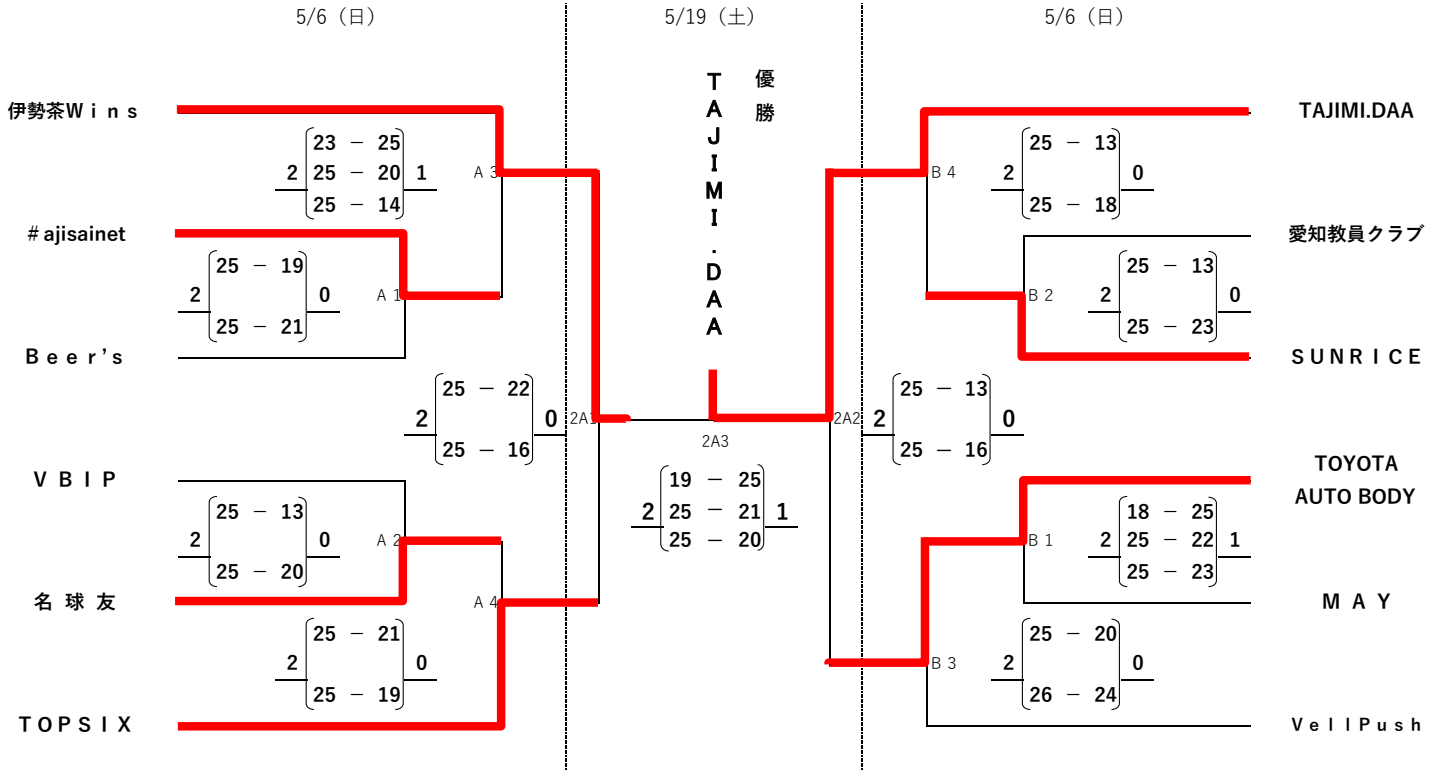 5/6（日）
5/19（土）
5/6（日）
優勝
TAJIMI.DAA
伊勢茶Wins
23 － 25
2 25 － 20 1
25 － 14
A 3
#ajisainet
25 － 19
2 0
25 － 21
A 1
Beer's
25 － 22
2 0
25 － 16
2A1
VBIP
25 － 13
2 0
25 － 20
A 2
名球友
A 4
25 － 21
2 0
25 － 19
TOPSIX
2A3
19 － 25
2 25 － 21 1
25 － 20
TAJIMI.DAA
B 4
25 － 13
2 0
25 － 18
愛知教員クラブ
B 2
25 － 13
2 0
25 － 23
SUNRICE
2A2
25 － 13
2 0
25 － 16
TOYOTA
AUTO BODY
B 1
18 － 25
2 25 － 22 1
25 － 23
MAY
B 3
25 － 20
2 0
26 － 24
VellPush